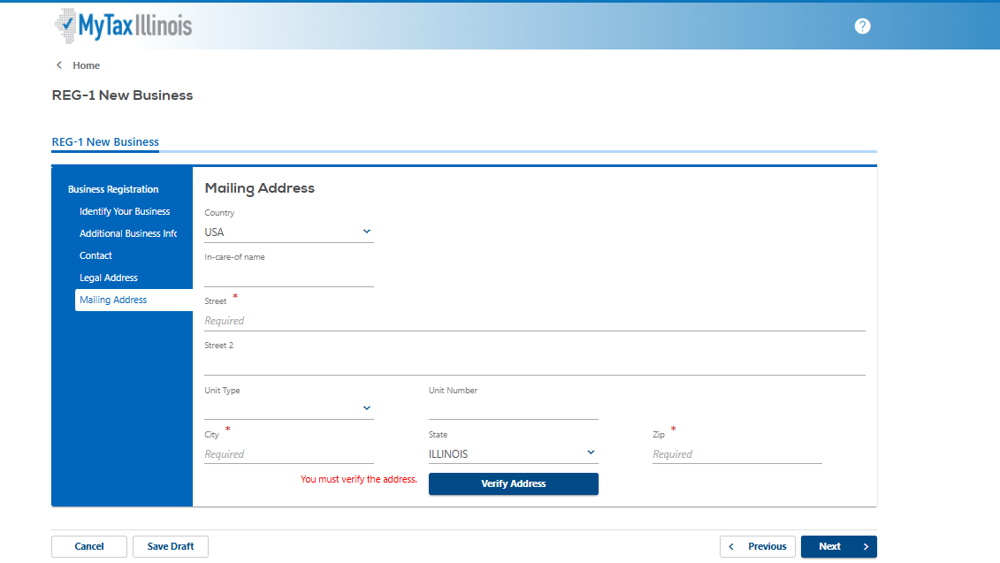 MyTax Illinois
?
Home
REG-1 New Business
REG-1 New Business
Business Registration
Identify Your Business
Additional Business Info
Contact
Legal Address
Mailing Address
Mailing Address
Country
USA
In-care-of name
Street *
Required
Street 2
Unit Type Unit Number
City * State Zip *
Required ILLINOIS Required
You must verify the address. Verify Address
Cancel Save Draft Previous Next